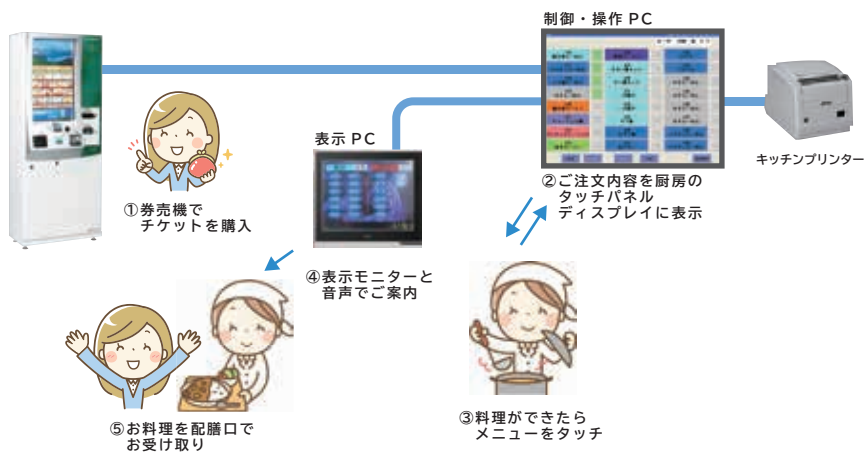 制御・操作 PC
表示 PC
キッチンプリンター
①券売機で
チケットを購入
②ご注文内容を厨房の
タッチパネル
ディスプレイに表示
④表示モニターと
音声でご案内
③料理ができたら
メニューをタッチ
⑤お料理を配膳口で
お受け取り